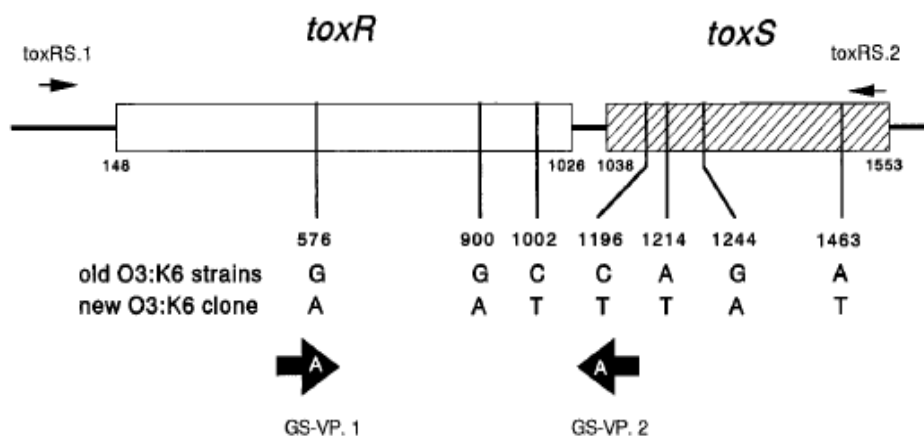 toxR toxS
toxRS.1 toxRS.2
148 1026 1038 1553
576 900 1002 1196 1214 1244 1463
old O3:K6 strains G G C C A G A
new O3:K6 clone A A T T T A T
A A
GS-VP. 1 GS-VP. 2